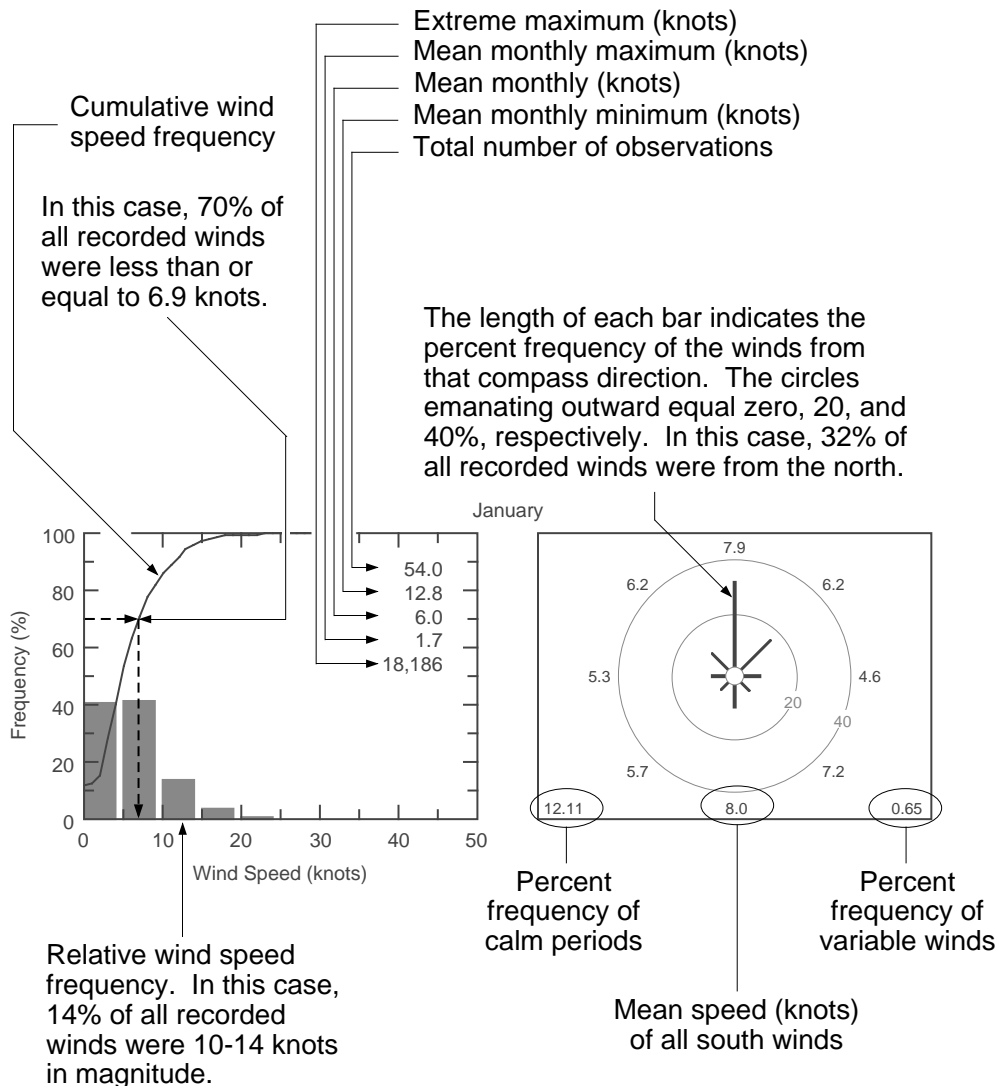 Extreme maximum (knots)
Mean monthly maximum (knots)
Mean monthly (knots)
Mean monthly minimum (knots)
Total number of observations
Cumulative wind
speed frequency
In this case, 70% of
all recorded winds
were less than or
equal to 6.9 knots.
The length of each bar indicates the
percent frequency of the winds from
that compass direction.  The circles
emanating outward equal zero, 20, and
40%, respectively.  In this case, 32% of
all recorded winds were from the north.
January
100
80
60
40
20
0
Frequency (%)
54.0
12.8
6.0
1.7
18,186
0
10
20
30
40
50
Wind Speed (knots)
7.9
6.2
6.2
5.3
4.6
20
40
5.7
7.2
12.11
8.0
0.65
Percent
frequency of
calm periods
Percent
frequency of
variable winds
Mean speed (knots)
of all south winds
Relative wind speed
frequency.  In this case,
14% of all recorded
winds were 10-14 knots
in magnitude.